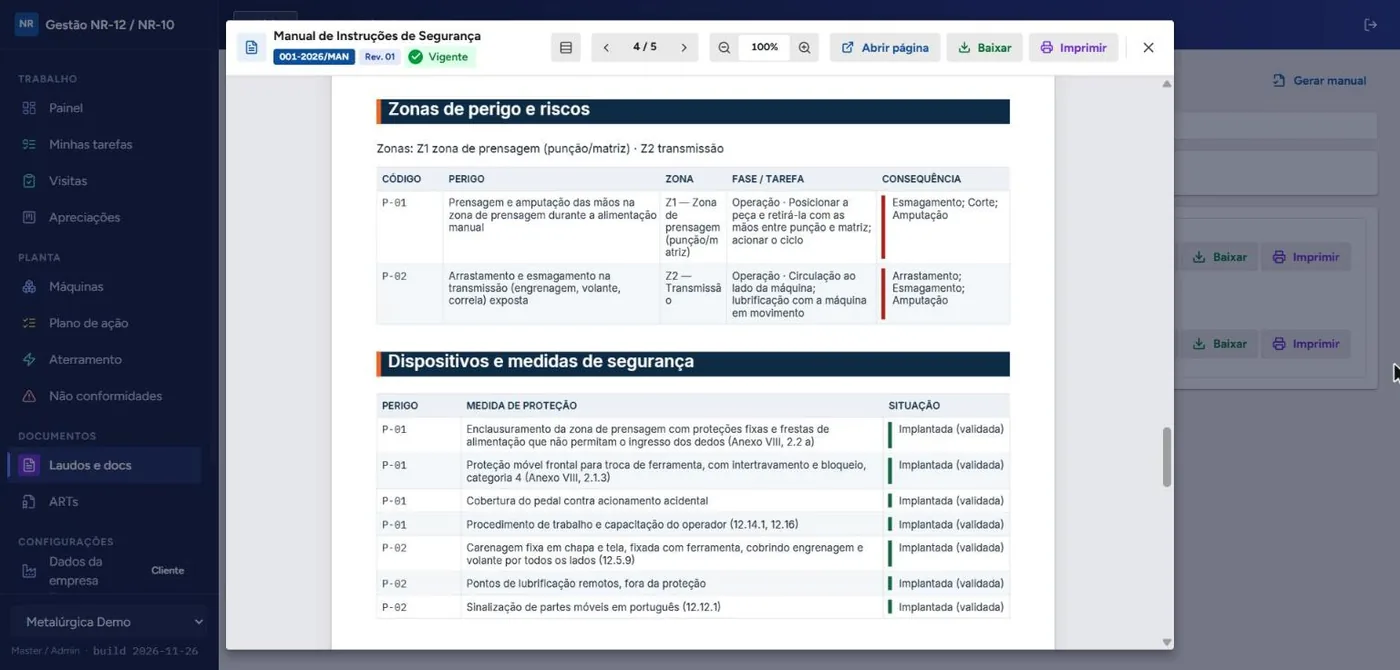 NR Gestão NR-12 / NR-10
TRABALHO
Painel
Minhas tarefas
Visitas
Apreciações
PLANTA
Máquinas
Plano de ação
Aterramento
Não conformidades
DOCUMENTOS
Laudos e docs
ARTs
CONFIGURAÇÕES
Dados da
empresa
Cliente
Metalúrgica Demo
Master / Admin · build 2026-11-26
Manual de Instruções de Segurança
001-2026/MAN Rev. 01 Vigente
4 / 5
100%
Abrir página
Baixar
Imprimir
Gerar manual
Baixar Imprimir
Baixar Imprimir
Zonas de perigo e riscos
Zonas: Z1 zona de prensagem (punção/matriz) · Z2 transmissão
CÓDIGO PERIGO ZONA FASE / TAREFA CONSEQUÊNCIA
P-01
Prensagem e amputação das mãos na
zona de prensagem durante a alimentação
manual
Z1 — Zona
de
prensagem
(punção/m
atriz)
Operação · Posicionar a
peça e retirá-la com as
mãos entre punção e matriz;
acionar o ciclo
Esmagamento; Corte;
Amputação
P-02
Arrastamento e esmagamento na
transmissão (engrenagem, volante,
correia) exposta
Z2 —
Transmissã
o
Operação · Circulação ao
lado da máquina;
lubrificação com a máquina
em movimento
Arrastamento;
Esmagamento;
Amputação
Dispositivos e medidas de segurança
PERIGO MEDIDA DE PROTEÇÃO SITUAÇÃO
P-01
Enclausuramento da zona de prensagem com proteções fixas e frestas de
alimentação que não permitam o ingresso dos dedos (Anexo VIII, 2.2 a)
Implantada (validada)
P-01
Proteção móvel frontal para troca de ferramenta, com intertravamento e bloqueio,
categoria 4 (Anexo VIII, 2.1.3)
Implantada (validada)
P-01 Cobertura do pedal contra acionamento acidental Implantada (validada)
P-01 Procedimento de trabalho e capacitação do operador (12.14.1, 12.16) Implantada (validada)
P-02
Carenagem fixa em chapa e tela, fixada com ferramenta, cobrindo engrenagem e
volante por todos os lados (12.5.9)
Implantada (validada)
P-02 Pontos de lubrificação remotos, fora da proteção Implantada (validada)
P-02 Sinalização de partes móveis em português (12.12.1) Implantada (validada)